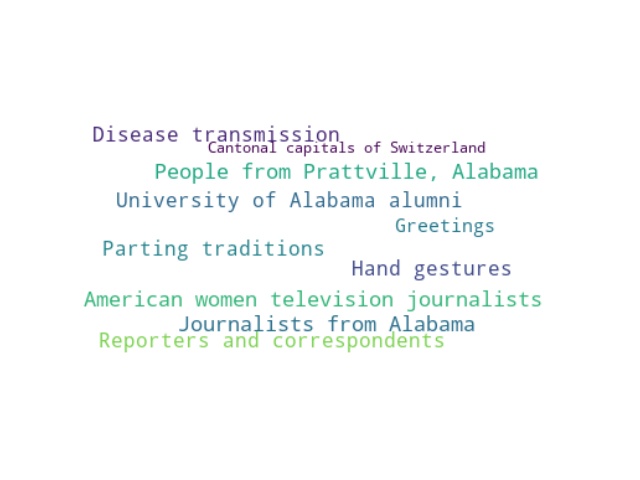 Disease transmission
Cantonal capitals of Switzerland
People from Prattville, Alabama
University of Alabama alumni
Greetings
Parting traditions
Hand gestures
American women television journalists
Journalists from Alabama
Reporters and correspondents